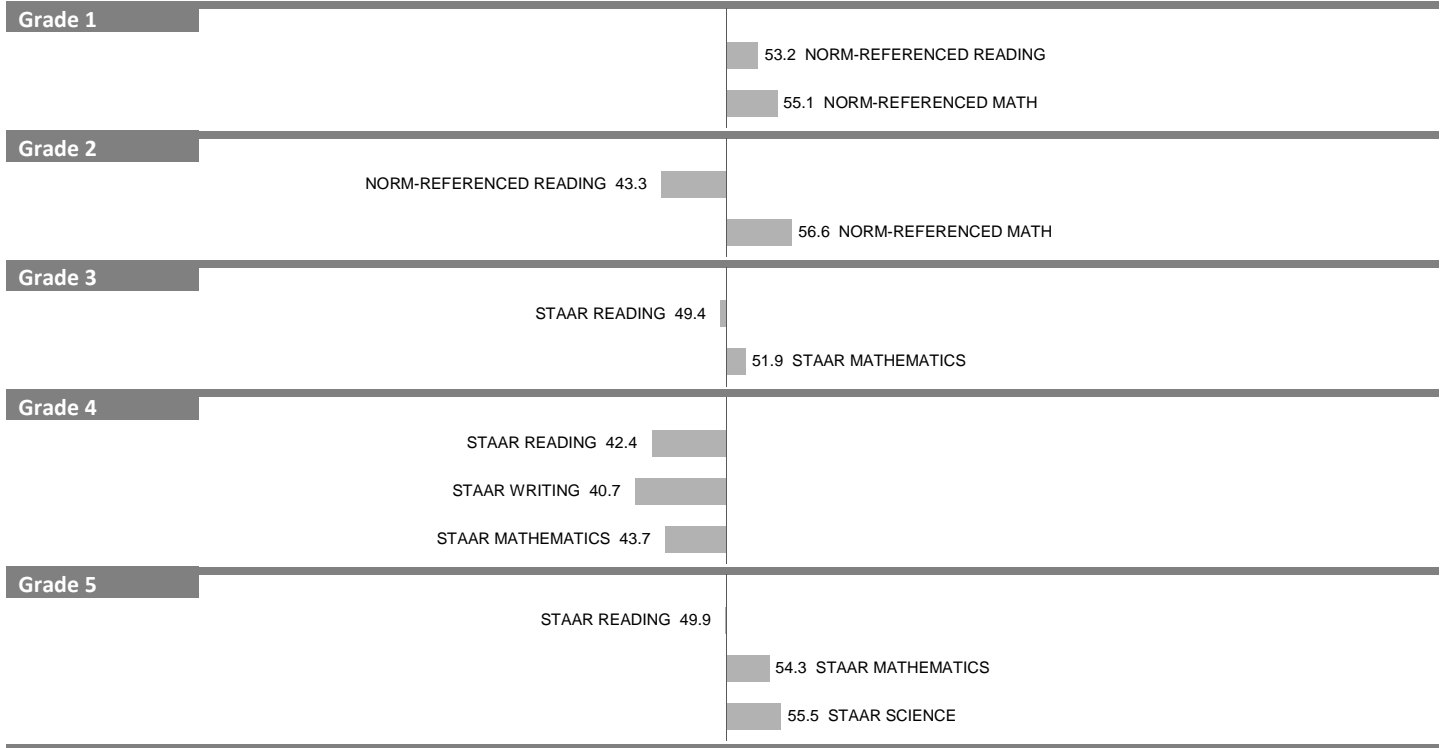 Grade 1
53.2 NORM-REFERENCED READING
55.1 NORM-REFERENCED MATH
Grade 2
NORM-REFERENCED READING 43.3
56.6 NORM-REFERENCED MATH
Grade 3
STAAR READING 49.4
51.9 STAAR MATHEMATICS
Grade 4
STAAR READING 42.4
STAAR WRITING 40.7
STAAR MATHEMATICS 43.7
Grade 5
STAAR READING 49.9
54.3 STAAR MATHEMATICS
55.5 STAAR SCIENCE